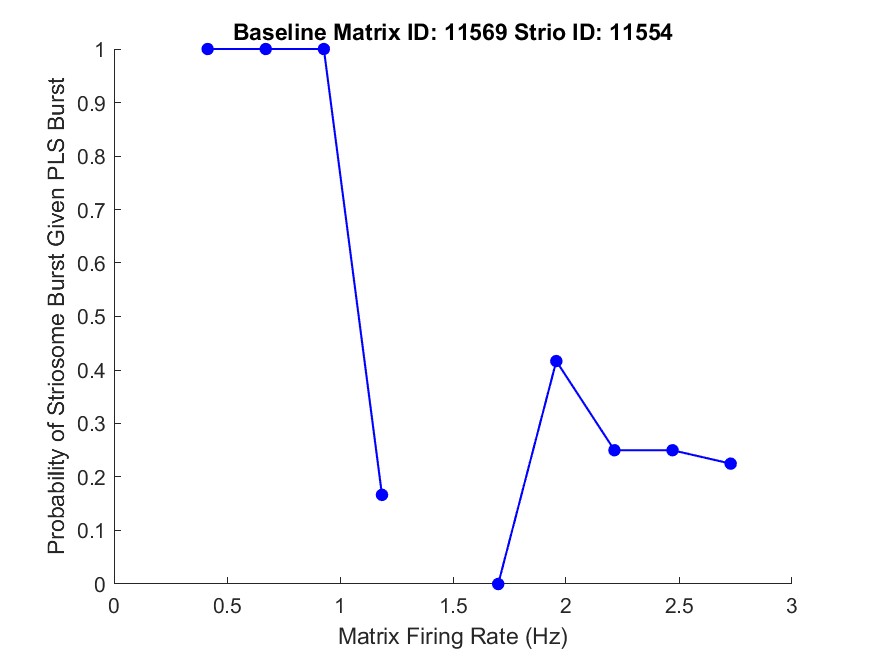 Baseline Matrix ID: 11569 Strio ID: 11554
Probability of Striosome Burst Given PLS Burst
1
0.9
0.8
0.7
0.6
0.5
0.4
0.3
0.2
0.1
0
0 0.5 1 1.5 2 2.5 3
Matrix Firing Rate (Hz)